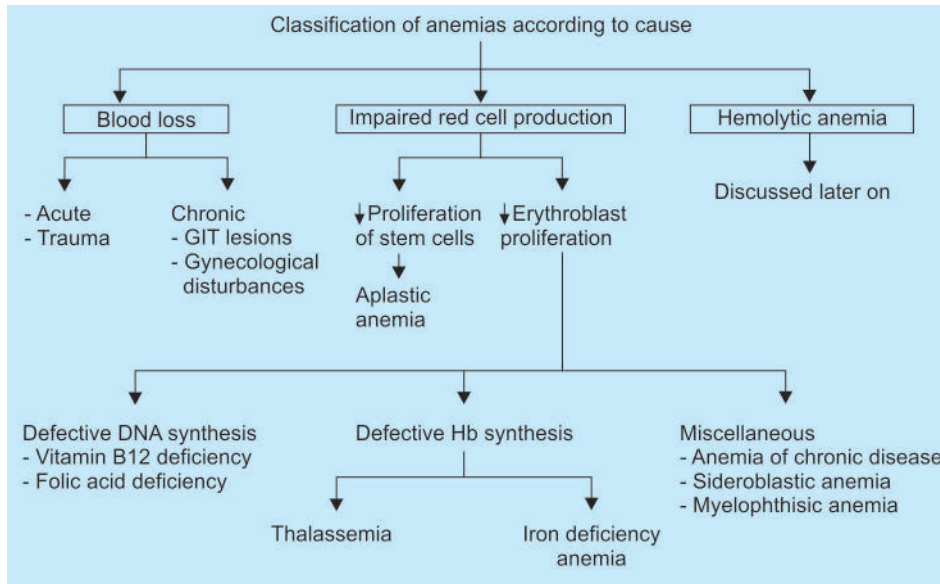 Classification of anemias according to cause
Blood loss
Impaired red cell production
Hemolytic anemia
- Acute
- Trauma
Chronic
- GIT lesions
- Gynecological
disturbances
↓Proliferation
of stem cells
Aplastic
anemia
↓Erythroblast
proliferation
Discussed later on
Defective DNA synthesis
- Vitamin B12 deficiency
- Folic acid deficiency
Defective Hb synthesis
Thalassemia
Iron deficiency
anemia
Miscellaneous
- Anemia of chronic disease
- Sideroblastic anemia
- Myelophthisic anemia